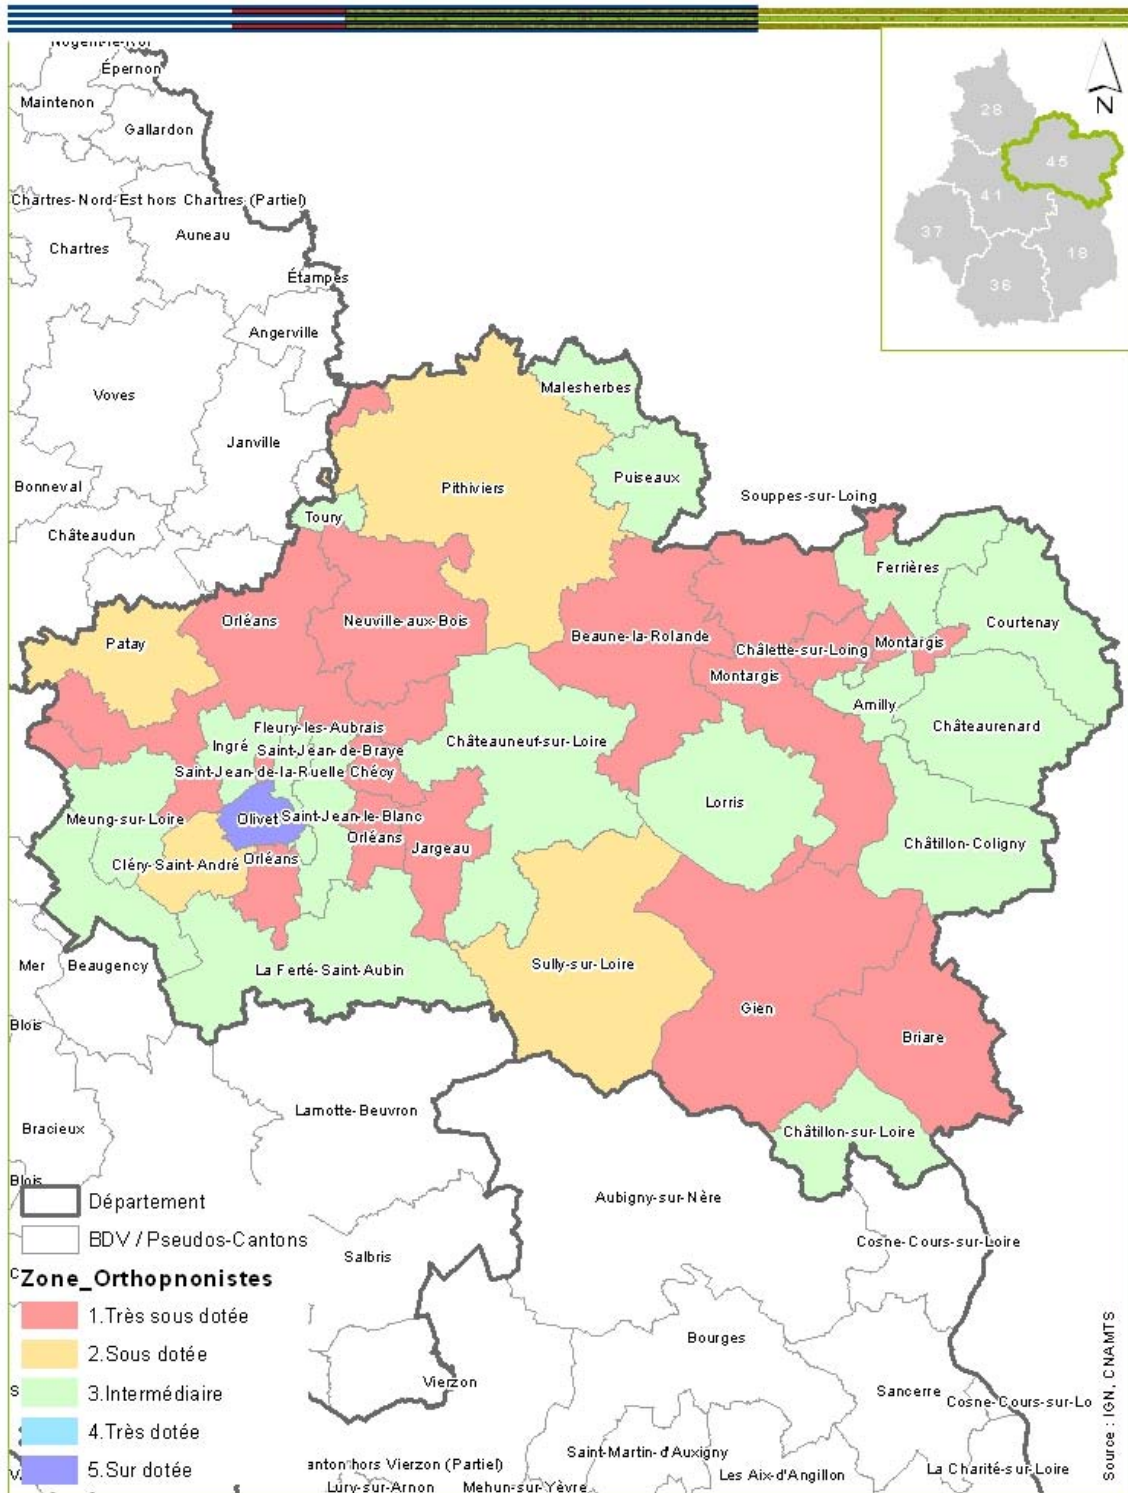 Nogent-le-Roi
Épernon
Maintenon
Gallardon
Chartres-Nord-Est hors Chartres (Partiel)
Auneau
Chartres
Étampes
Angerville
Voves
Janville
Bonneval
Châteaudun
N
28
45
41
37
18
36
Malesherbes
Pithiviers
Puiseaux
Souppes-sur-Loing
Toury
Ferrières
Patay
Orléans
Neuville-aux-Bois
Beaune-la-Rolande
Courtenay
Châlette-sur-Loing
Montargis
Montargis
Amilly
Châteaurenard
Fleury-les-Aubrais
Ingré
Saint-Jean-de-Braye
Châteauneuf-sur-Loire
Saint-Jean-de-la-Ruelle
Chécy
Lorris
Meung-sur-Loire
Olivet
Saint-Jean-le-Blanc
Orléans
Jargeau
Châtillon-Coligny
Cléry-Saint-André
Orléans
Mer
Beaugency
La Ferté-Saint-Aubin
Sully-sur-Loire
Gien
Briare
Blois
Lamotte-Beuvron
Bracieux
Châtillon-sur-Loire
Blois
Aubigny-sur-Nère
Salbris
Cosne-Cours-sur-Loire
Bourges
Vierzon
Sancerre
Cosne-Cours-sur-Lo
Saint-Martin-d'Auxigny
anton hors Vierzon (Partiel)
Les Aix-d'Angillon
La Charité-sur-Loire
Lury-sur-Arnon
Mehun-sur-Yèvre
Département
BDV / Pseudos-Cantons
Zone_Orthopnonistes
1.Très sous dotée
2.Sous dotée
3.Intermédiaire
4.Très dotée
5.Sur dotée
Source : IGN, CNAMTS